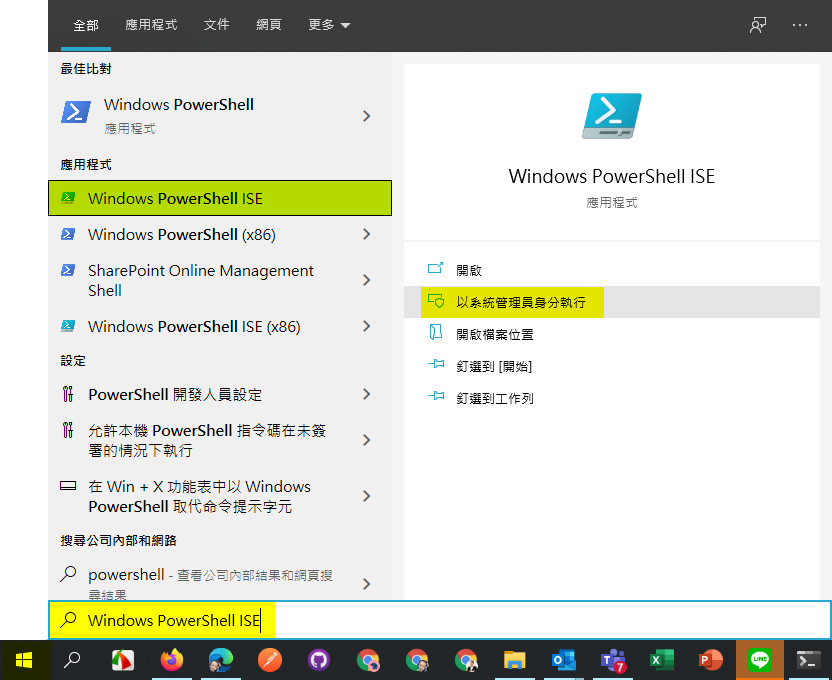 全部 應用程式 文件 網頁 更多
最佳比對
Windows PowerShell
應用程式
應用程式
Windows PowerShell ISE
Windows PowerShell (x86)
SharePoint Online Management
Shell
Windows PowerShell ISE (x86)
設定
PowerShell 開發人員設定
允許本機 PowerShell 指令碼在未簽
署的情況下執行
在 Win + X 功能表中以 Windows
PowerShell 取代命令提示字元
搜尋公司內部和網路
powershell - 查看公司內部結果和網頁搜
尋結果
Windows PowerShell ISE
應用程式
開啟
以系統管理員身分執行
開啟檔案位置
釘選到 [開始]
釘選到工作列
Windows PowerShell ISE
7
LINE